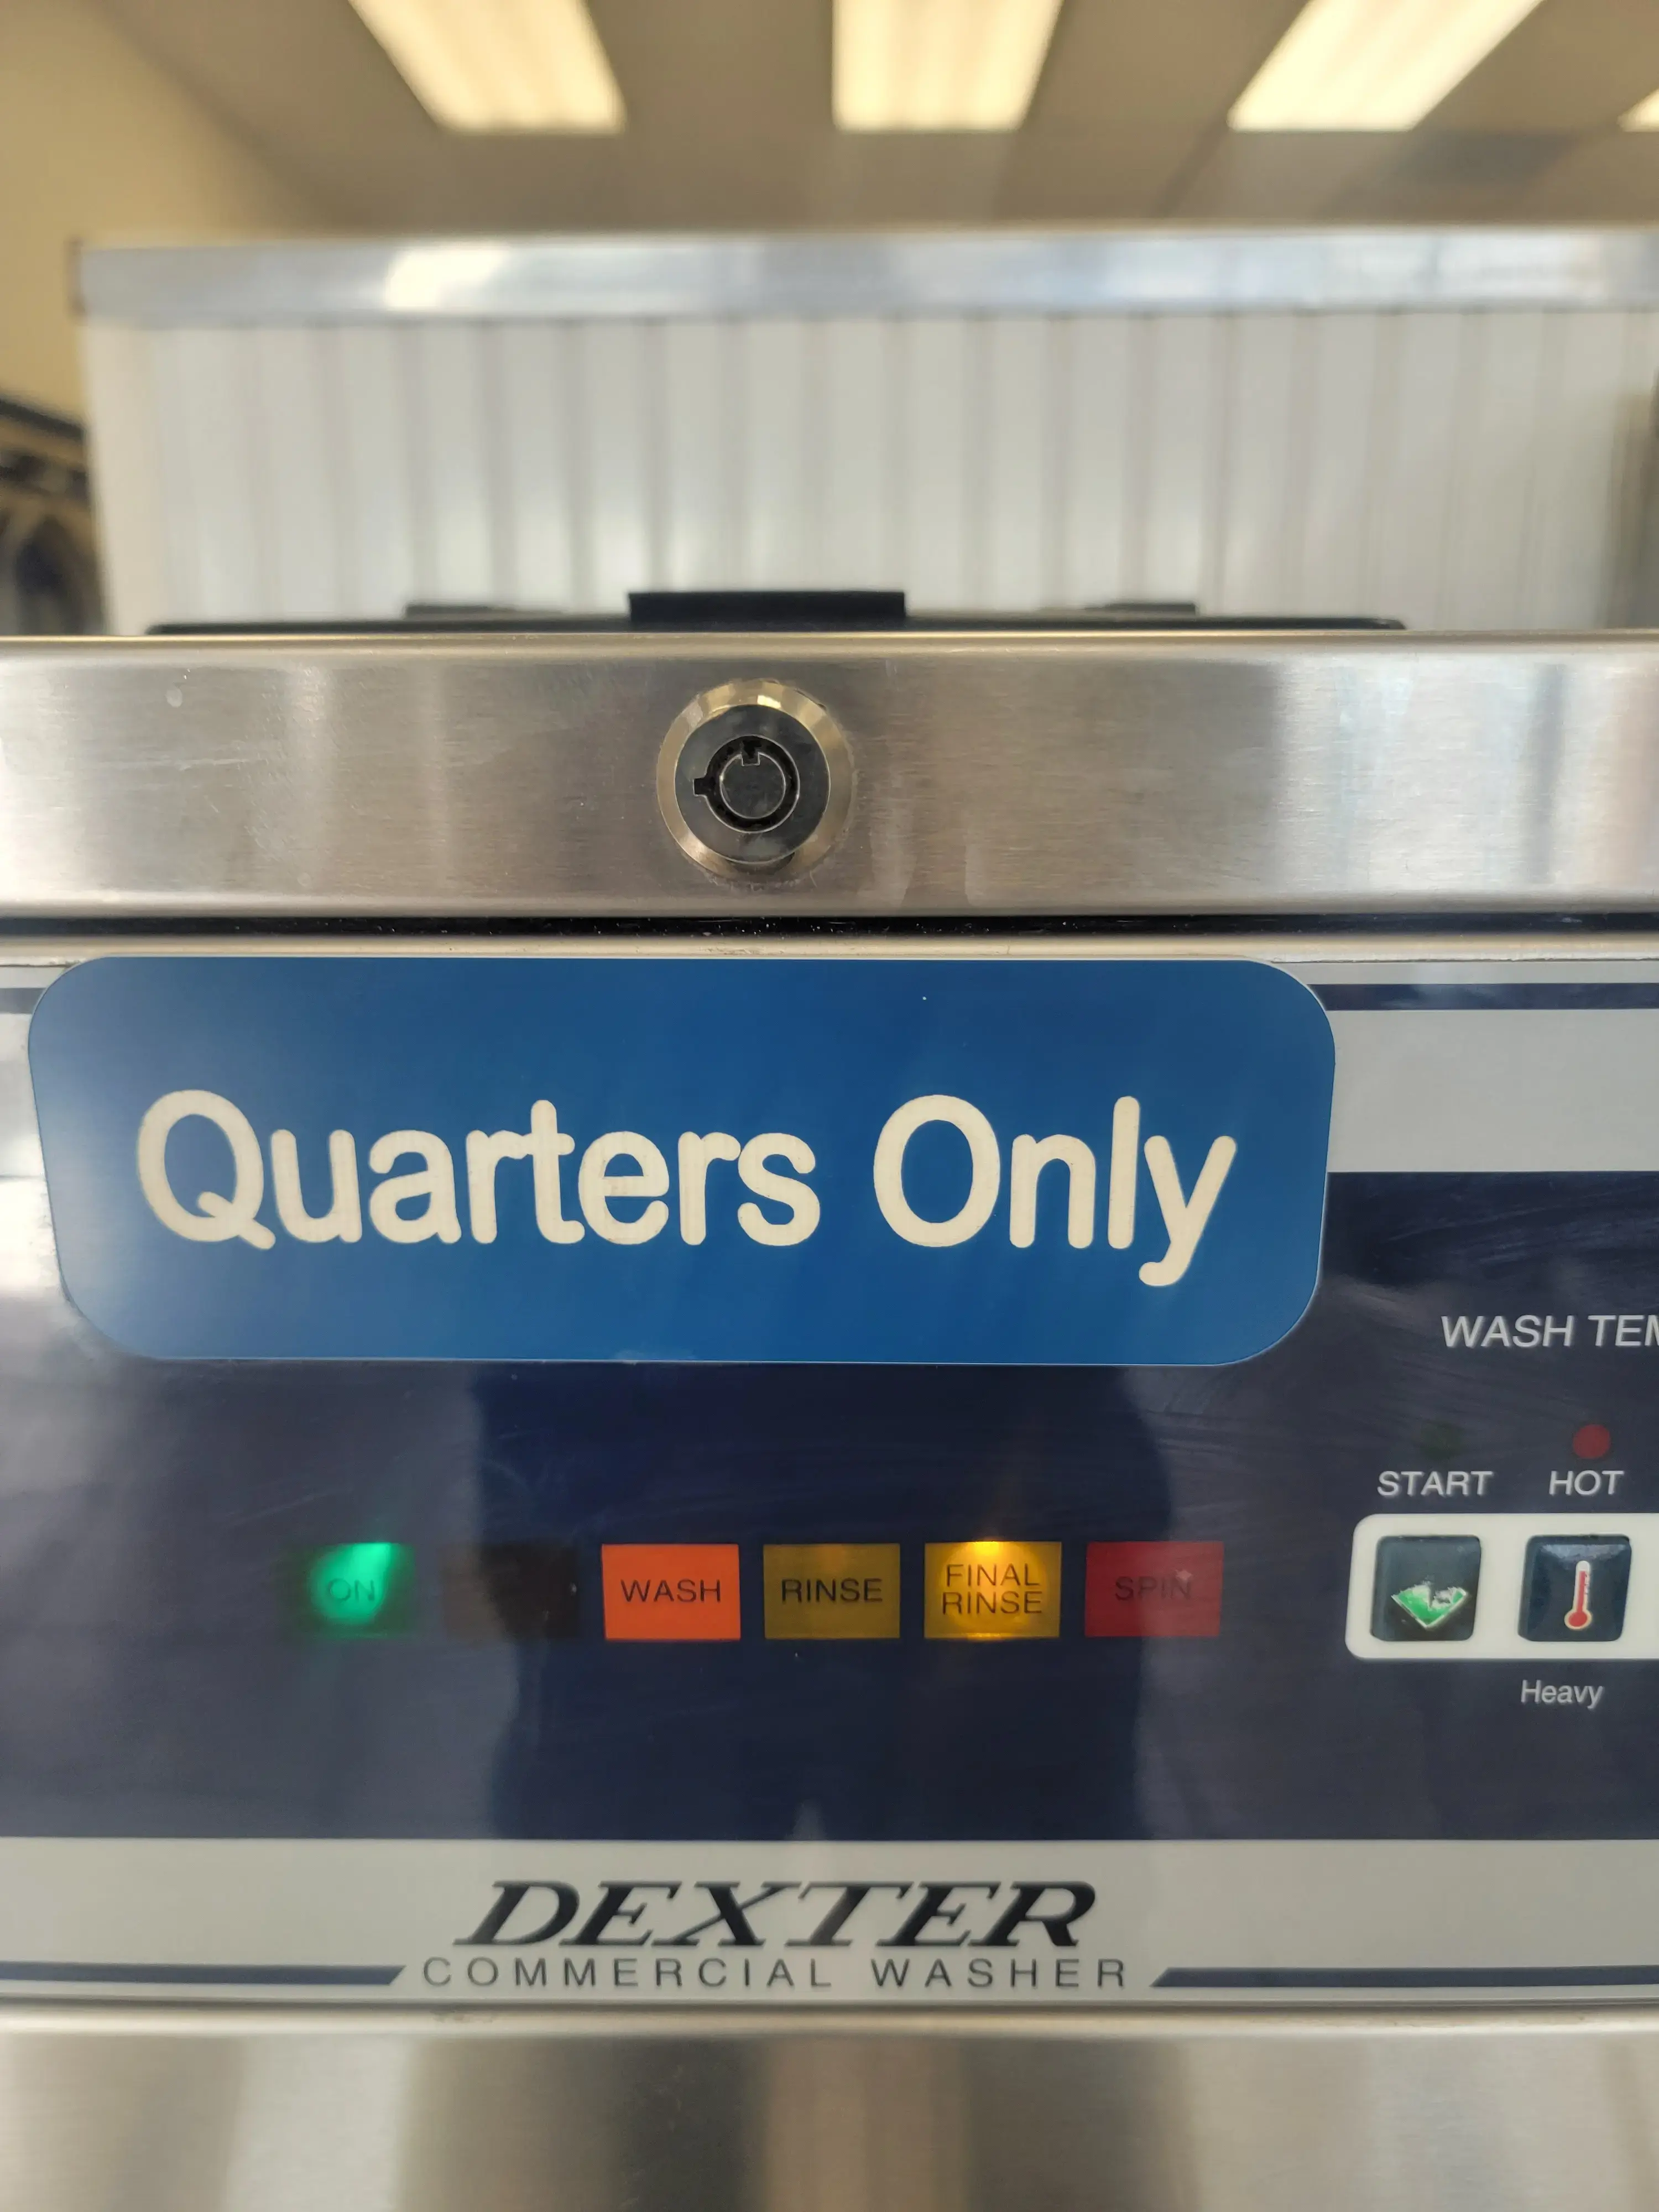 Quarters Only
WASH TEM
START HOT
ON WASH RINSE FINAL RINSE SPIN
Heavy
DEXTER
COMMERCIAL WASHER